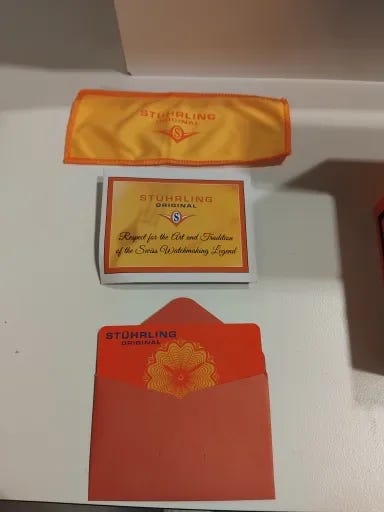 STÜHRLING
ORIGINAL
S
STÜHRLING
ORIGINAL
S
Respect for the Art and Tradition
of the Swiss Watchmaking Legend
STÜHRLING
ORIGINAL